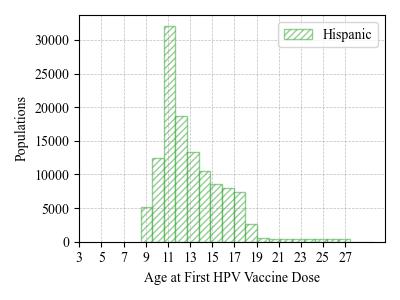 Hispanic
Populations
30000
25000
20000
15000
10000
5000
0
3 5 7 9 11 13 15 17 19 21 23 25 27
Age at First HPV Vaccine Dose